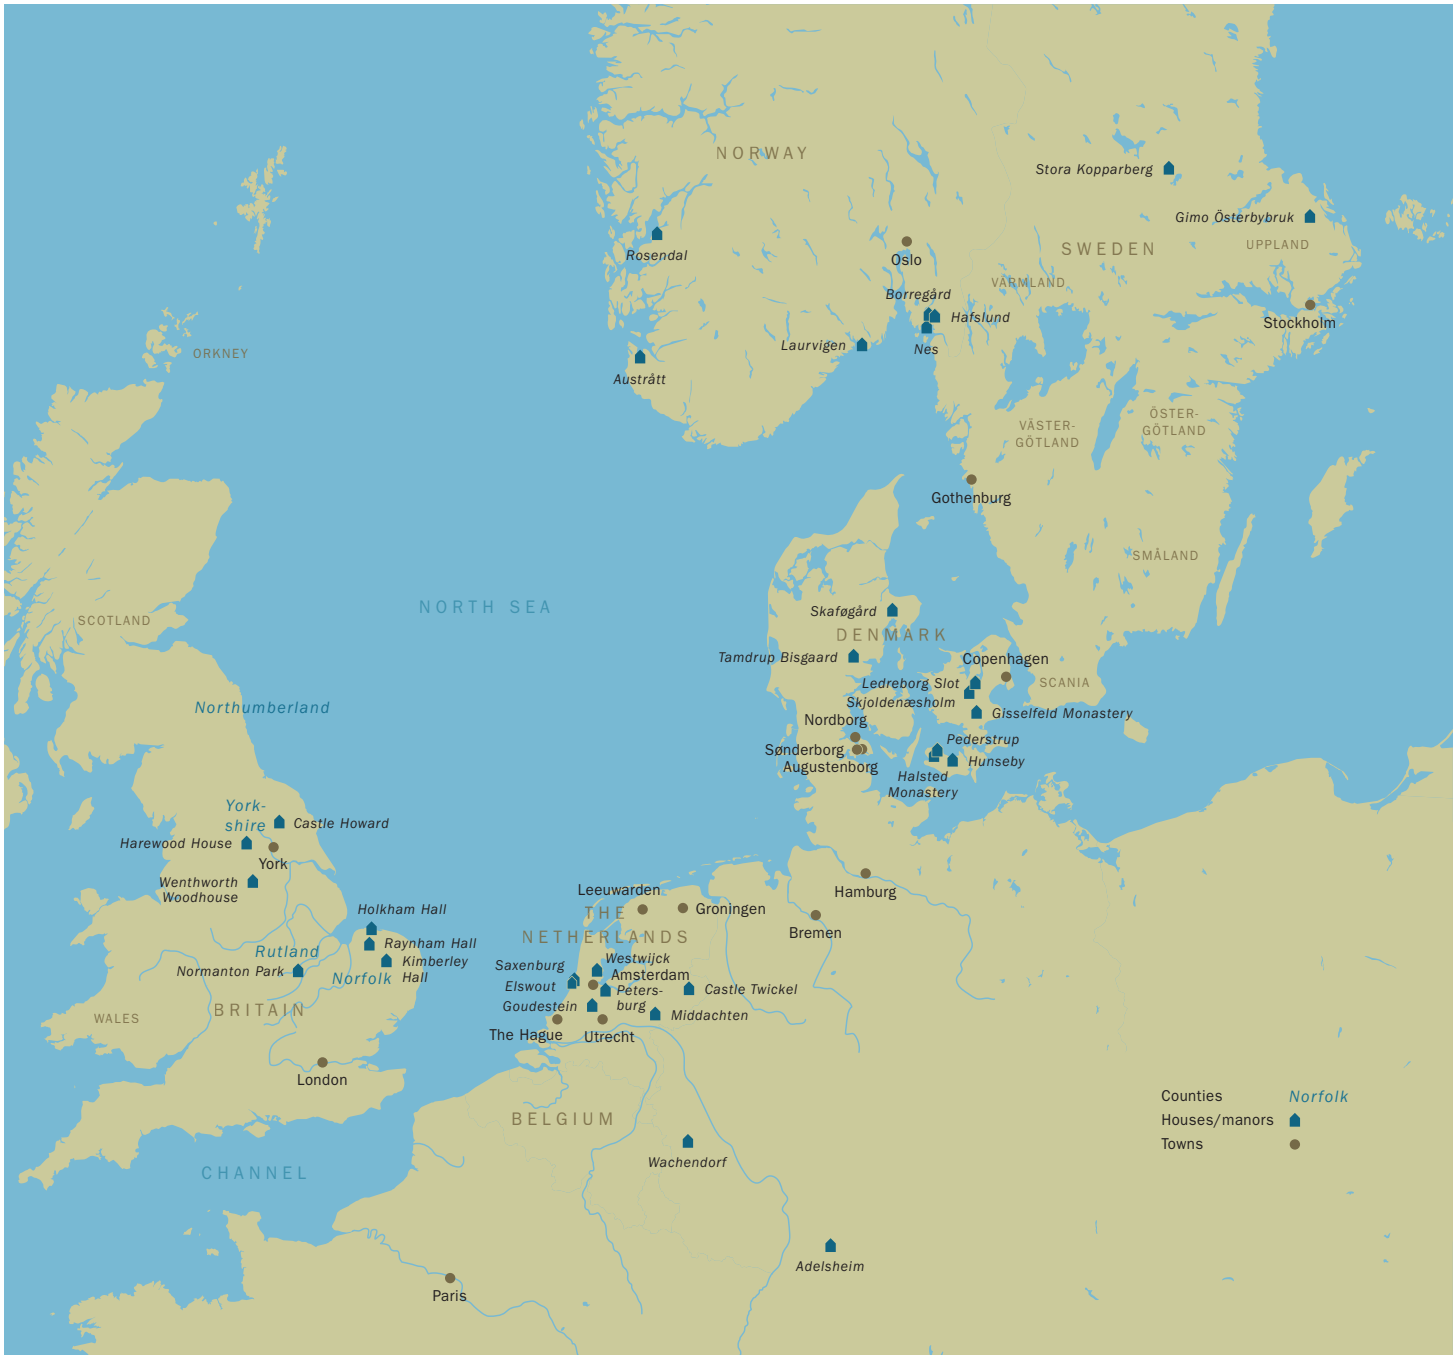 NORWAY
Stora Kopparberg
Gimo Österbybruk
UPPLAND
SWEDEN
Rosendal
Oslo
VÄRMLAND
Borregård
Hafslund
Stockholm
Laurvigen
Nes
ORKNEY
Austrått
VÄSTER-
GÖTLAND
ÖSTER-
GÖTLAND
Gothenburg
SMÅLAND
NORTH SEA
SCOTLAND
Skaføgård
DENMARK
Tamdrup Bisgaard
Copenhagen
Ledreborg Slot
SCANIA
Skjoldenæsholm
Gisselfeld Monastery
Northumberland
Nordborg
Pederstrup
Sønderborg
Augustenborg
Hunseby
Halsted
Monastery
York-
shire
Castle Howard
Harewood House
York
Wenthworth
Woodhouse
Hamburg
Leeuwarden
Groningen
Bremen
THE
NETHERLANDS
Holkham Hall
Raynham Hall
Kimberley
Hall
Rutland
Normanton Park
Norfolk
Westwijck
Saxenburg
Amsterdam
Elswout
Peters-
burg
Castle Twickel
Goudestein
Middachten
The Hague
Utrecht
BRITAIN
WALES
London
BELGIUM
Counties
Norfolk
Houses/manors
Towns
CHANNEL
Wachendorf
Adelsheim
Paris